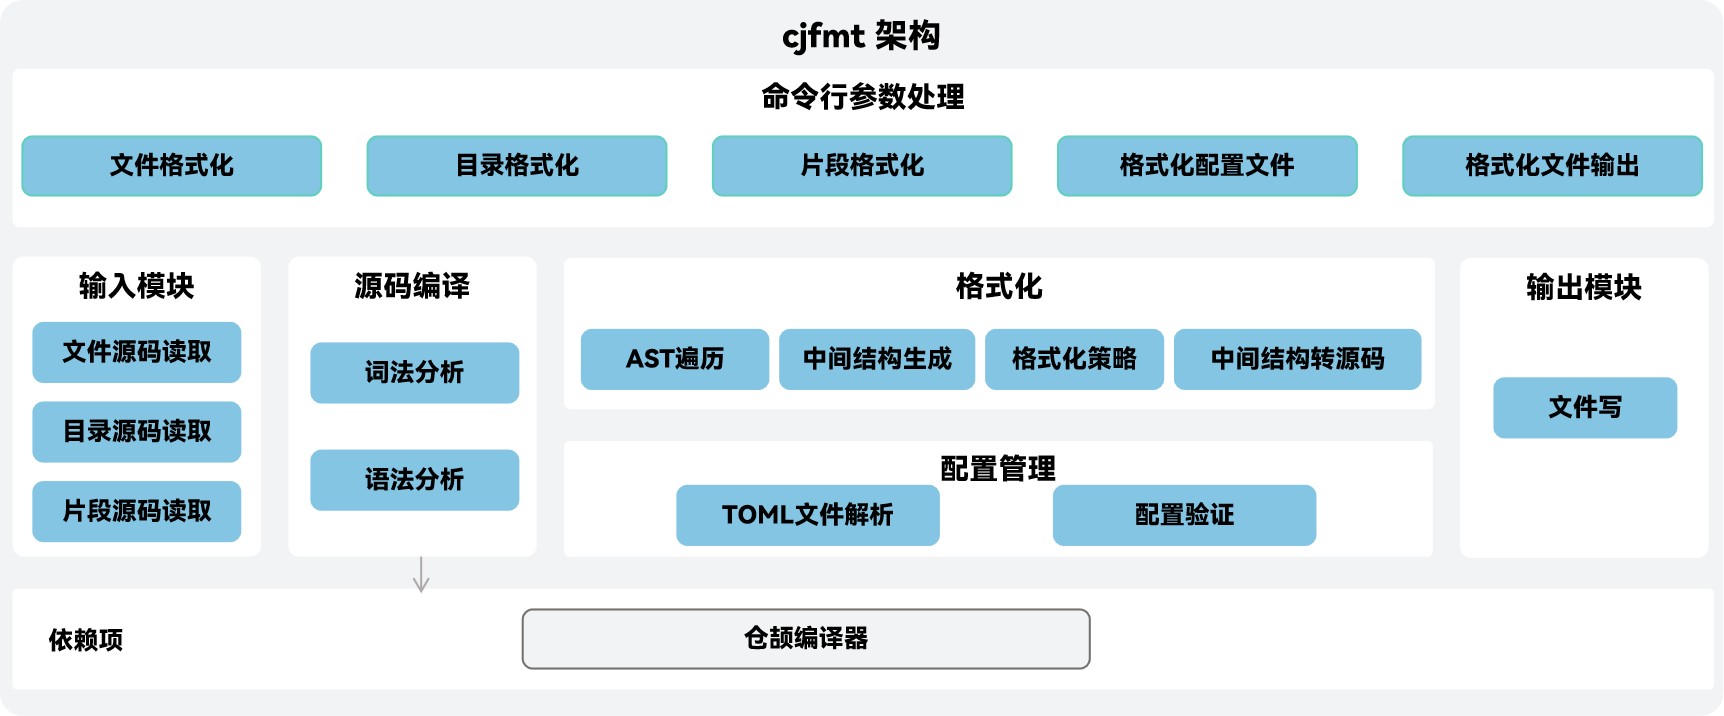 cjfmt 架构
命令行参数处理
文件格式化
目录格式化
片段格式化
格式化配置文件
格式化文件输出
输入模块
文件源码读取
目录源码读取
片段源码读取
源码编译
词法分析
语法分析
格式化
AST遍历
中间结构生成
格式化策略
中间结构转源码
配置管理
TOML文件解析
配置验证
输出模块
文件写
依赖项
仓颉编译器